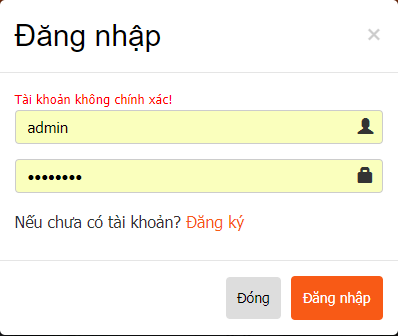 Đăng nhập
×
Tài khoản không chính xác!
admin
••••••••
Nếu chưa có tài khoản? Đăng ký
Đóng Đăng nhập